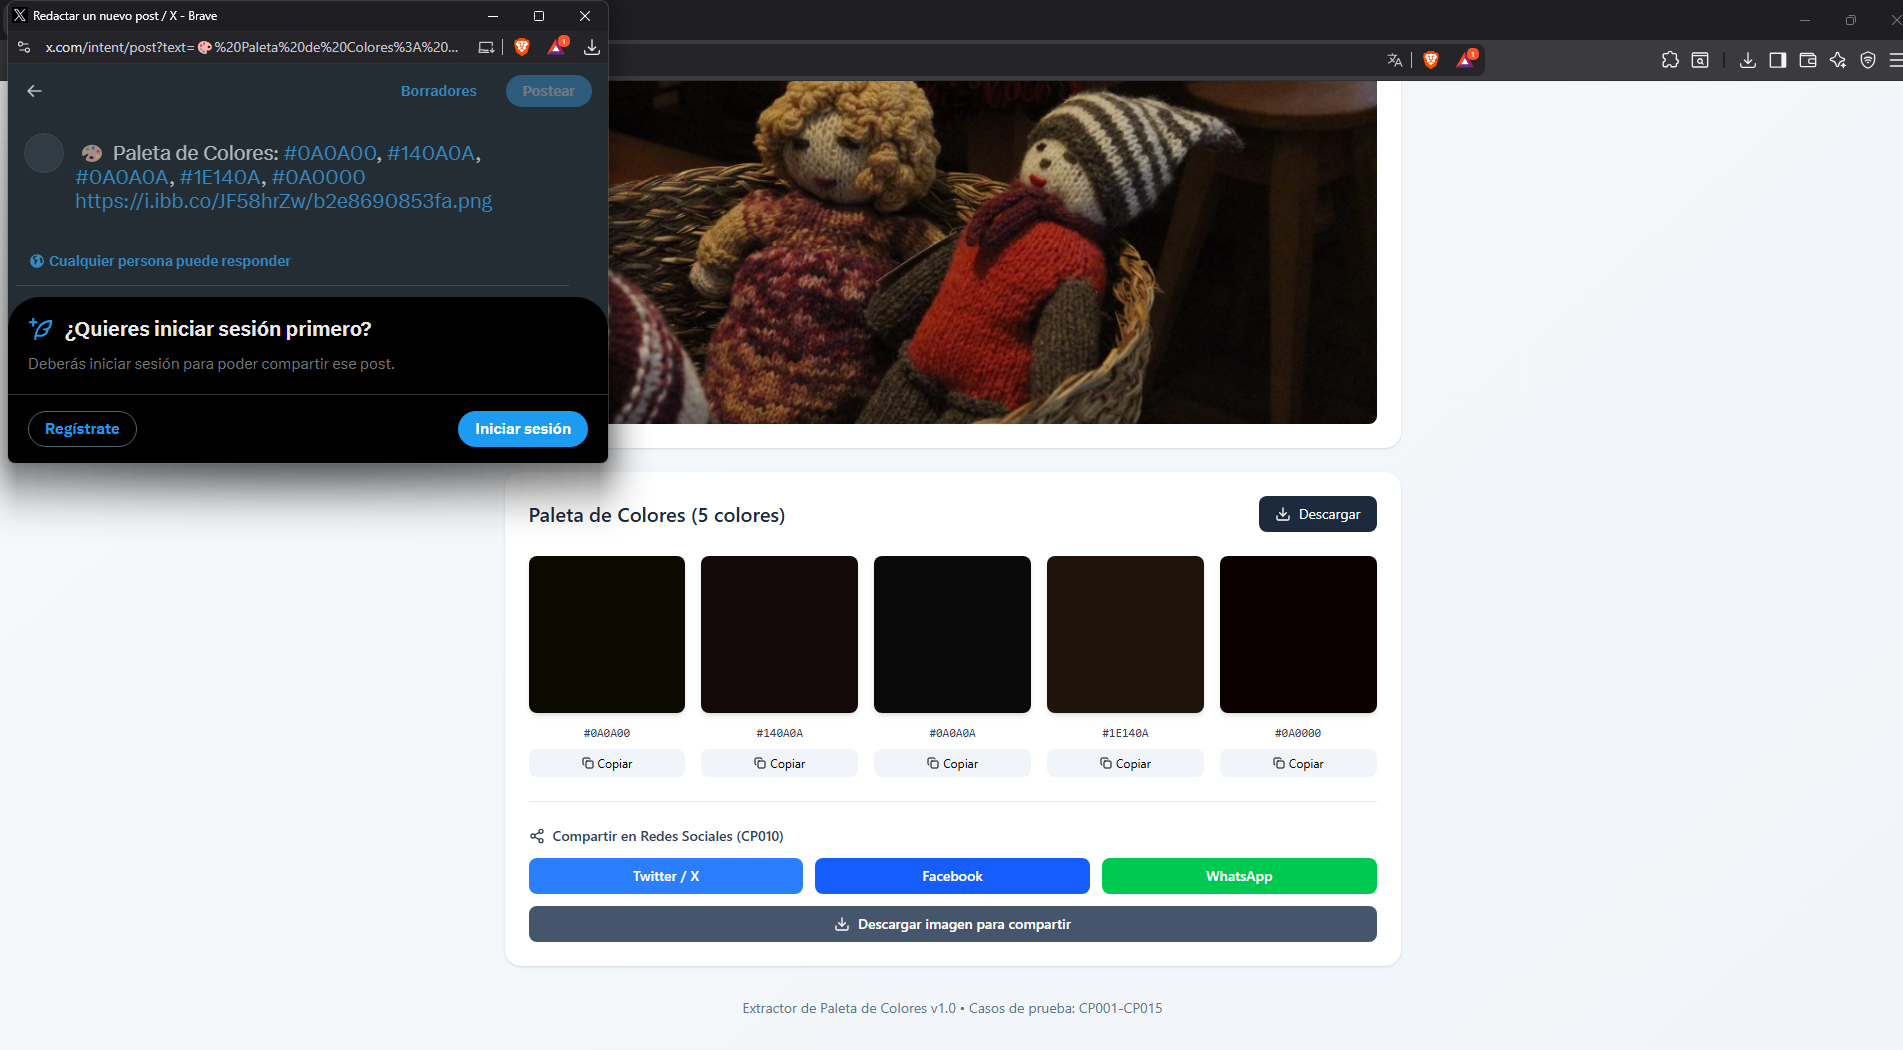 Redactar un nuevo post / X - Brave
x.com/intent/post?text=🎨%20Paleta%20de%20Colores%3A%20...
1
1
Borradores
Postear
🎨 Paleta de Colores: #0A0A00, #140A0A,
#0A0A0A, #1E140A, #0A0000
https://i.ibb.co/JF58hrZw/b2e8690853fa.png
Cualquier persona puede responder
¿Quieres iniciar sesión primero?
Deberás iniciar sesión para poder compartir ese post.
Regístrate
Iniciar sesión
Paleta de Colores (5 colores)
Descargar
#0A0A00
#140A0A
#0A0A0A
#1E140A
#0A0000
Copiar
Copiar
Copiar
Copiar
Copiar
Compartir en Redes Sociales (CP010)
Twitter / X
Facebook
WhatsApp
Descargar imagen para compartir
Extractor de Paleta de Colores v1.0 • Casos de prueba: CP001-CP015